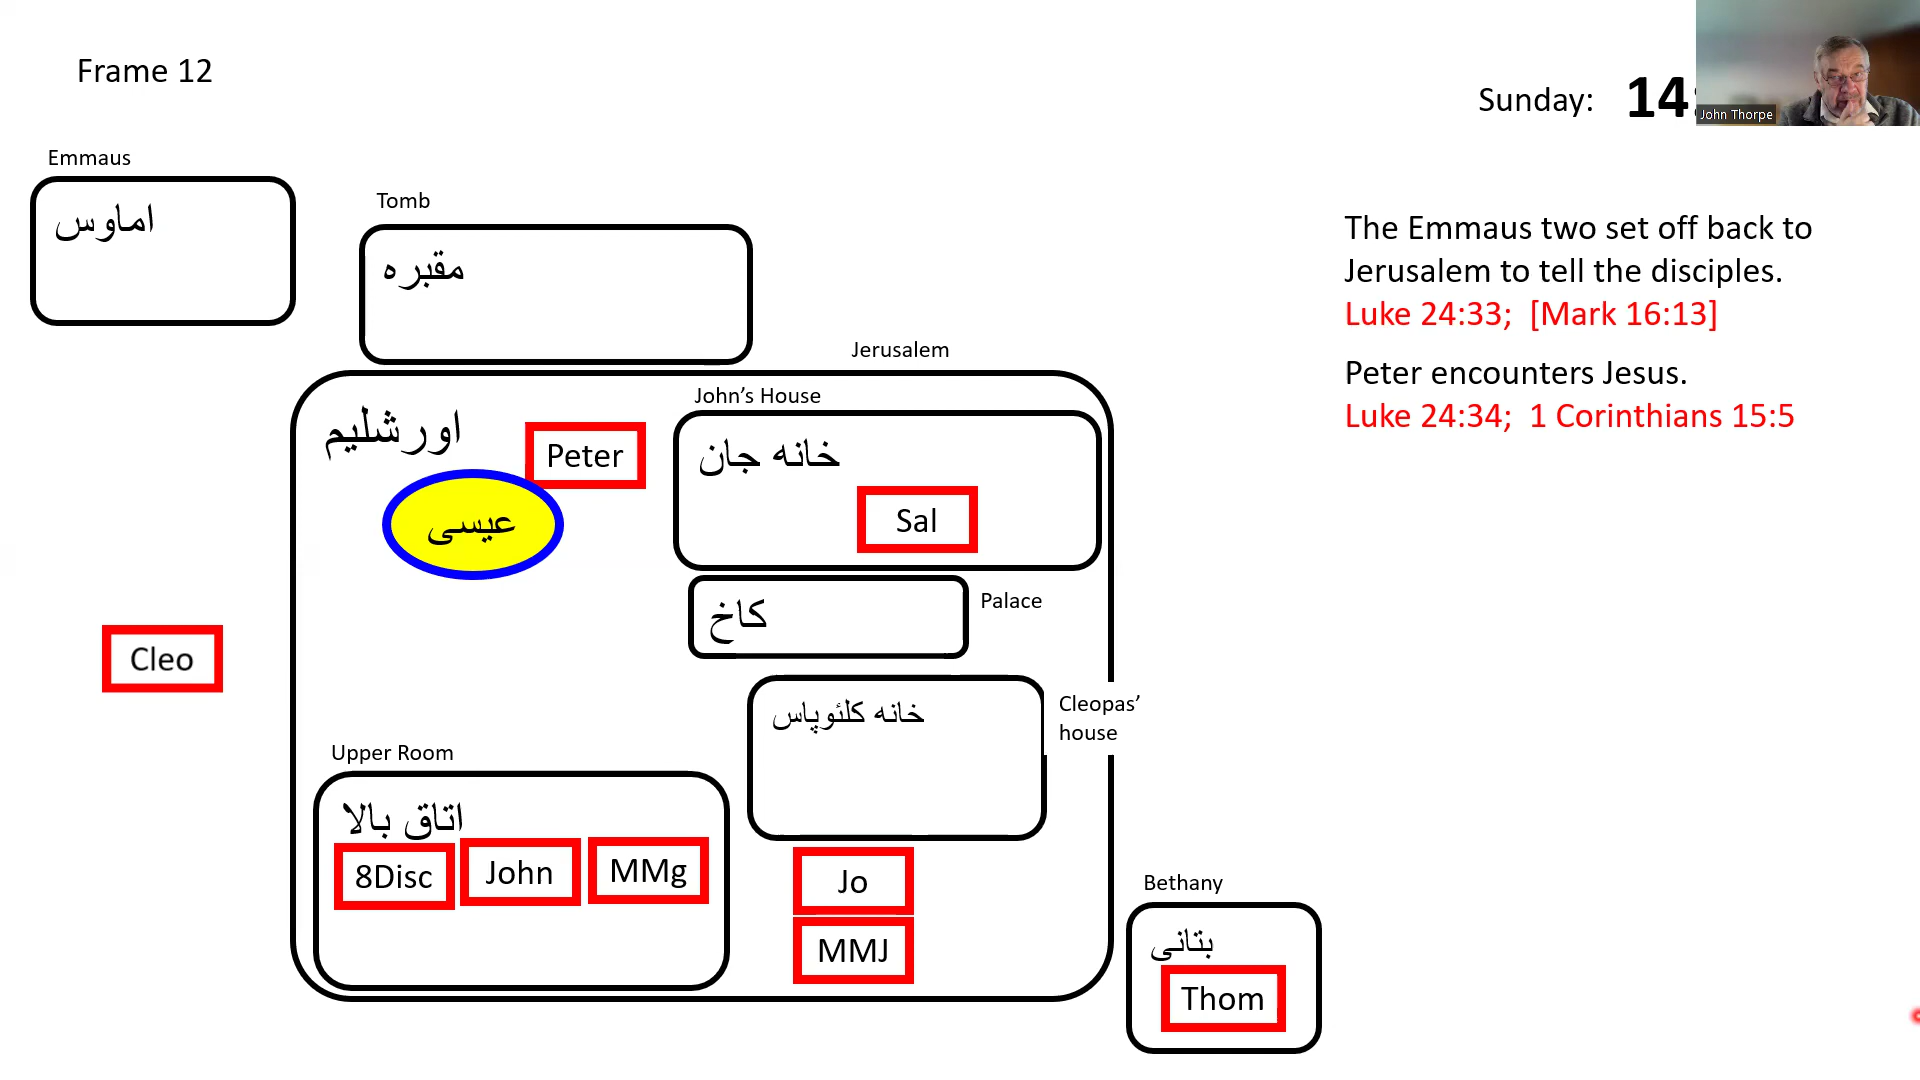 Frame 12
Sunday: 14:
John Thorpe
Emmaus
اماوس
Tomb
مقبره
Jerusalem
اورشلیم
Peter
عیسی
John’s House
خانه جان
Sal
کاخ
Palace
Cleo
خانه کلئوپاس
Cleopas’
house
Upper Room
اتاق بالا
8Disc
John
MMg
Jo
MMJ
Bethany
بتانی
Thom
The Emmaus two set off back to
Jerusalem to tell the disciples.
Luke 24:33; [Mark 16:13]
Peter encounters Jesus.
Luke 24:34; 1 Corinthians 15:5